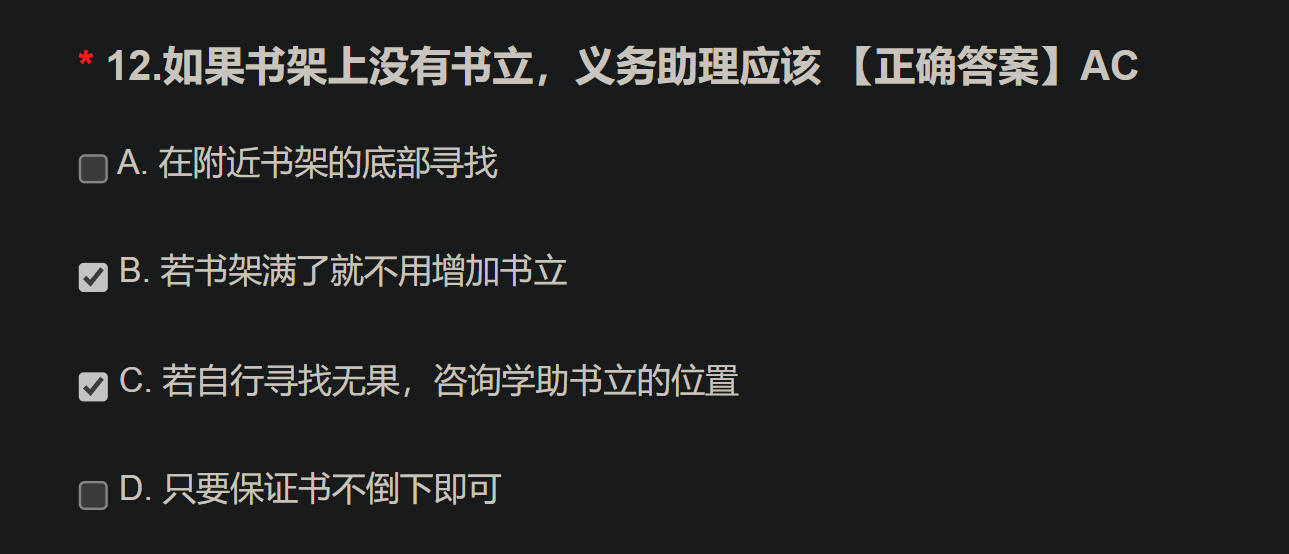 * 12.如果书架上没有书立，义务助理应该 【正确答案】AC
A. 在附近书架的底部寻找
B. 若书架满了就不用增加书立
C. 若自行寻找无果，咨询学助书立的位置
D. 只要保证书不倒下即可